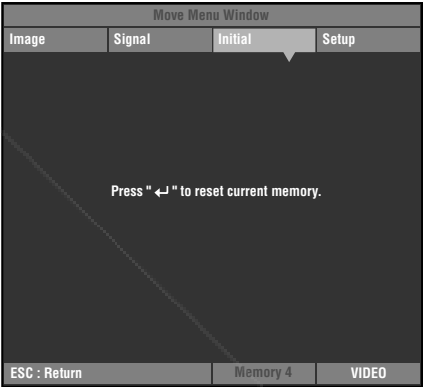 Move Menu Window
Image Signal Initial Setup
Press " ↵ " to reset current memory.
ESC : Return Memory 4 VIDEO